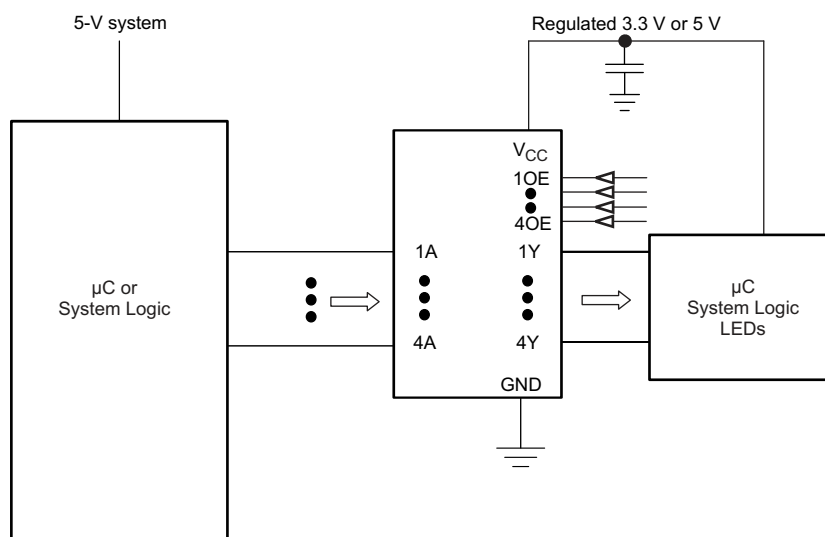 5-V system
Regulated 3.3 V or 5 V
VCC
1OE
4OE
1A
1Y
µC or
System Logic
µC
System Logic
LEDs
4A
4Y
GND